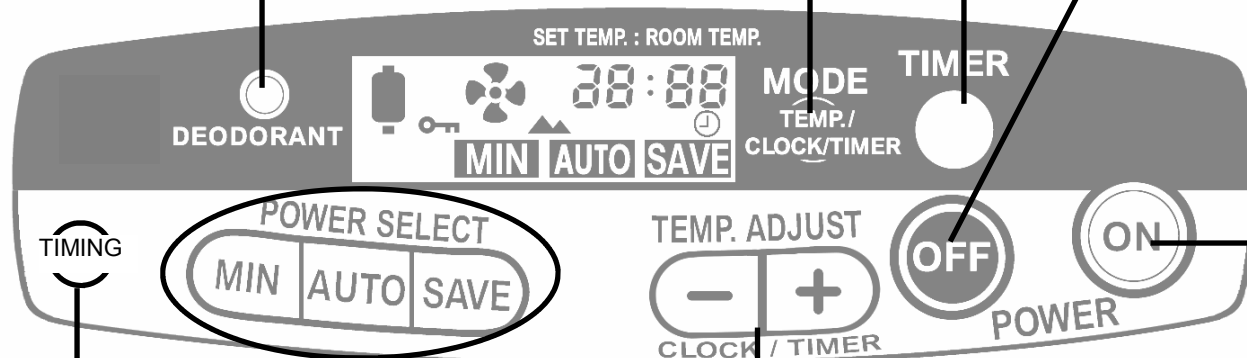 SET TEMP. : ROOM TEMP.
DEODORANT
28:88
MIN AUTO SAVE
MODE
TEMP./
CLOCK/TIMER
TIMER
TIMING
POWER SELECT
MIN AUTO SAVE
TEMP. ADJUST
- +
CLOCK / TIMER
OFF
ON
POWER